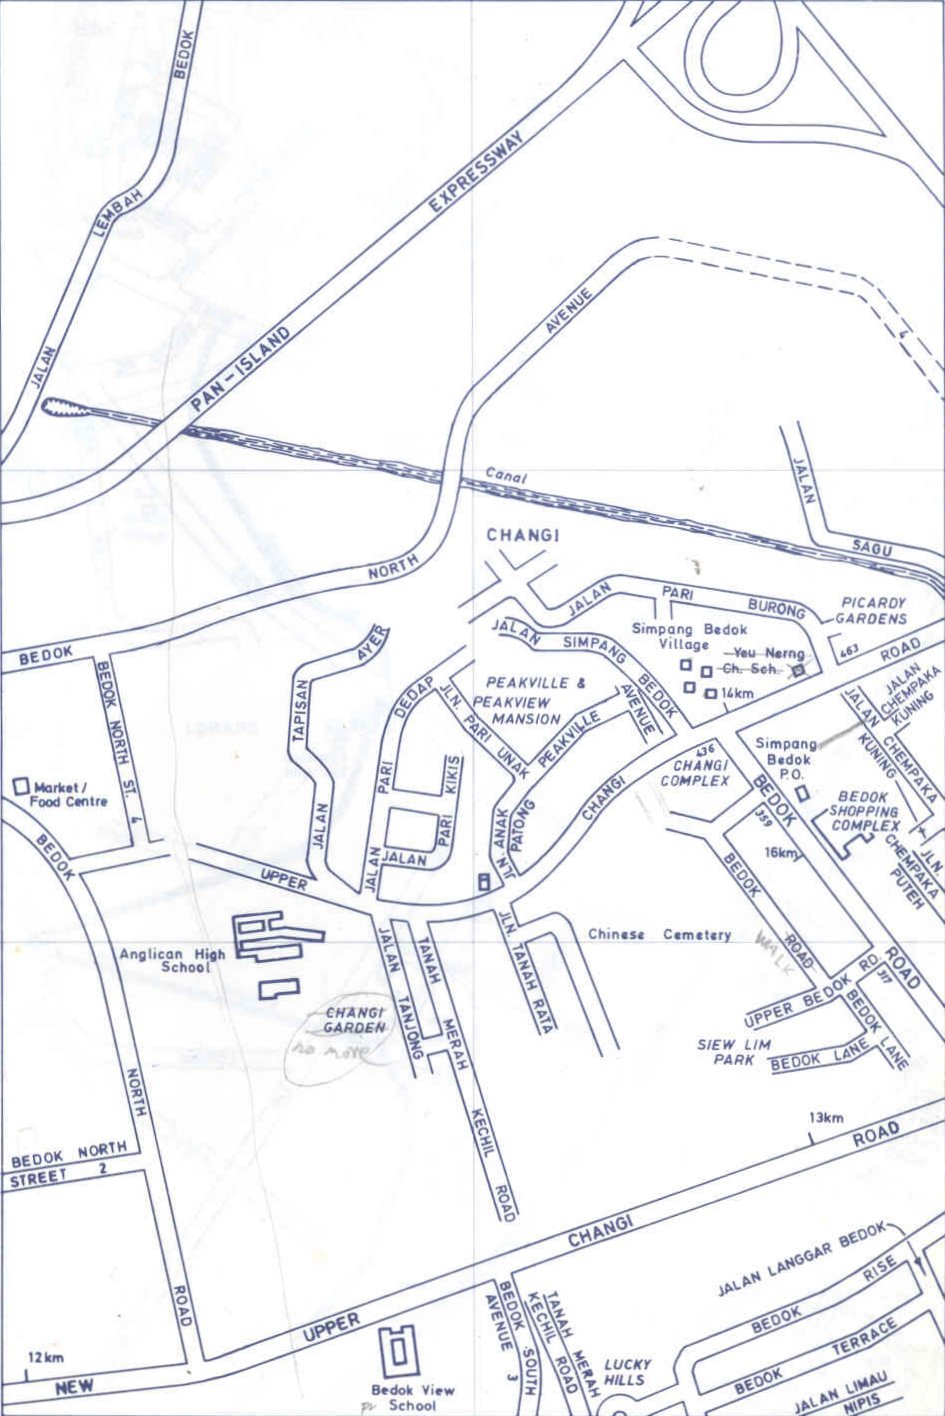 BEDOK
LEMBAH
JALAN
EXPRESSWAY
PAN-ISLAND
AVENUE
4
Canal
JALAN
SAGU
CHANGI
NORTH
BEDOK
JALAN
PARI
BURONG
PICARDY
GARDENS
463
ROAD
Simpang Bedok
Village
Yeu Nerng
Ch. Sch.
14km
JALAN
SIMPANG
BEDOK
AYER
TAPISAN
JALAN
DEDAP
PARI
JALAN
JLN. PARI UNAK
PEAKVILLE &
PEAKVIEW
MANSION
PEAKVILLE
AVENUE
JALAN
CHEMPAKA
KUNING
JALAN CHEMPAKA
KUNING
BEDOK NORTH ST. 4
Market/
Food Centre
KIKIS
PARI
JALAN
JLN. ANAK
PATONG
CHANGI
436
CHANGI
COMPLEX
Simpang
Bedok
P.O.
BEDOK
SHOPPING
COMPLEX
JLN.
CHEMPAKA
PUTEH
BEDOK
359
16km
BEDOK
ROAD
WALK
UPPER
BEDOK
Anglican High
School
CHANGI
GARDEN
no more
JALAN TANJONG
TANAH MERAH KECHIL ROAD
JLN. TANAH RATA
Chinese Cemetery
UPPER BEDOK RD.
317
ROAD
BEDOK LANE
SIEW LIM
PARK
BEDOK LANE
NORTH
BEDOK NORTH
STREET 2
13km
ROAD
CHANGI
ROAD
UPPER
NEW
12km
Bedok View
Pr School
BEDOK SOUTH
AVENUE 3
TANAH MERAH
KECHIL ROAD
LUCKY
HILLS
JALAN LANGGAR BEDOK
BEDOK RISE
BEDOK TERRACE
JALAN LIMAU
NIPIS